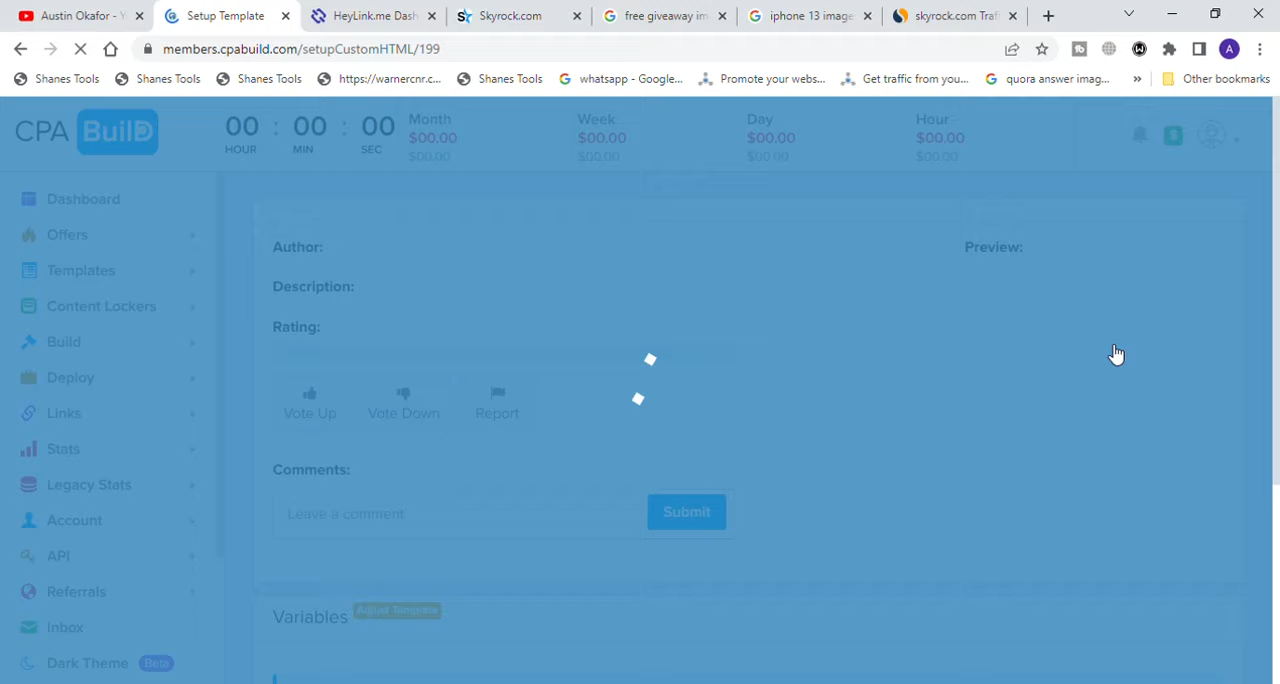 Austin Okafor - Y
Setup Template
HeyLink.me Dash
Skyrock.com
free giveaway im
iphone 13 image
skyrock.com Traf
members.cpabuild.com/setupCustomHTML/199
A
Shanes Tools
Shanes Tools
Shanes Tools
https://warnercnr.c...
Shanes Tools
whatsapp - Google...
Promote your webs...
Get traffic from you...
quora answer imag...
»
Other bookmarks
CPA BuilD
00 : 00 : 00
HOUR MIN SEC
Month
$00.00
$00.00
Week
$00.00
$00.00
Day
$00.00
$00.00
Hour
$00.00
$00.00
Dashboard
Offers
Templates
Content Lockers
Build
Deploy
Links
Stats
Legacy Stats
Account
API
Referrals
Inbox
Dark Theme Beta
Author:
Preview:
Description:
Rating:
Vote Up
Vote Down
Report
Comments:
Leave a comment
Submit
Variables Adjust Template